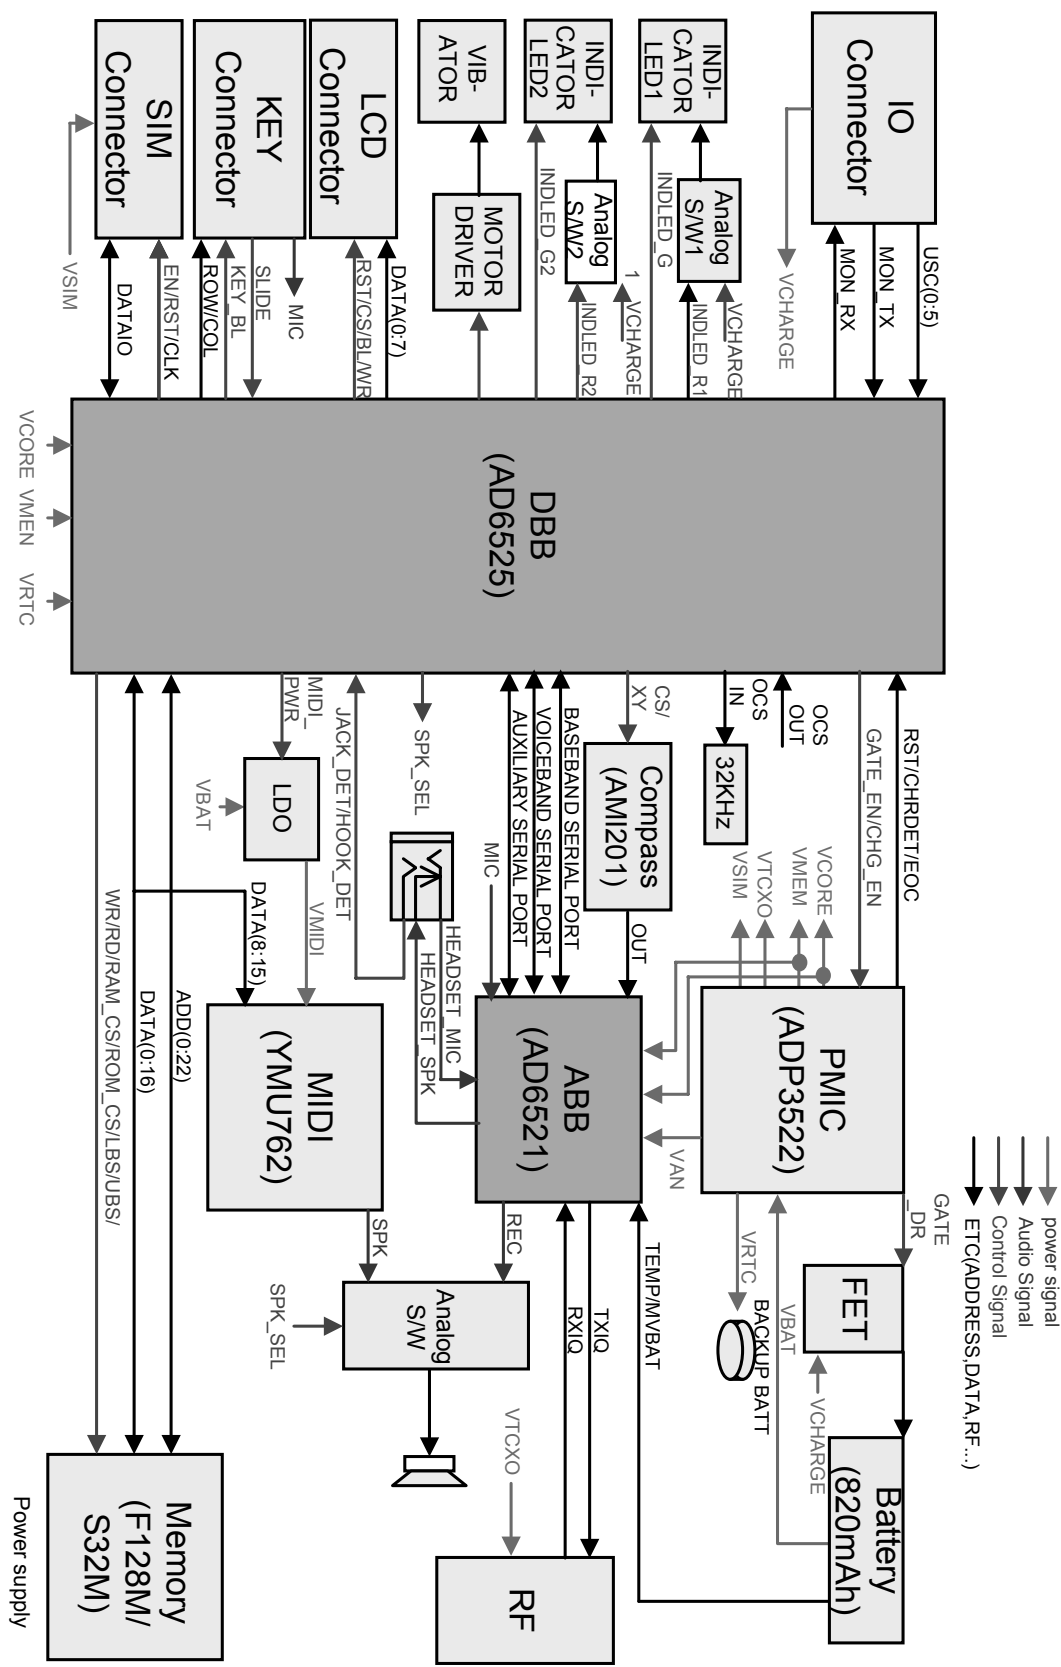 power signal
Audio Signal
Control Signal
ETC(ADDRESS,DATA,RF...)
IO
Connector
USC(0:5)
MON_TX
MON_RX
VCHARGE
INDI-
CATOR
LED1
Analog
S/W1
VCHARGE
INDLED_R1
INDLED_G
INDI-
CATOR
LED2
Analog
S/W2
VCHARGE
1
INDLED_R2
INDLED_G2
VIB-
ATOR
MOTOR
DRIVER
LCD
Connector
DATA(0:7)
RST/CS/BL/WR
KEY
Connector
MIC
SLIDE
KEY_BL
ROW/COL
SIM
Connector
EN/RST/CLK
DATAIO
VSIM
DBB
(AD6525)
VCORE
VMEN
VRTC
RST/CHRDET/EOC
GATE_EN/CHG_EN
OCS
OUT
OCS
IN
32KHz
CS/
XY
Compass
(AMI201)
OUT
BASEBAND SERIAL PORT
VOICEBAND SERIAL PORT
AUXILIARY SERIAL PORT
MIC
SPK_SEL
JACK_DET/HOOK_DET
HEADSET_MIC
HEADSET_SPK
MIDI_
PWR
LDO
VBAT
VMIDI
DATA(8:15)
ADD(0:22)
DATA(0:16)
WR/RD/RAM_CS/ROM_CS/LBS/UBS/
VCORE
VMEM
VTCXO
VSIM
PMIC
(ADP3522)
VAN
ABB
(AD6521)
MIDI
(YMU762)
GATE
_DR
FET
VCHARGE
Battery
(820mAh)
VBAT
VRTC
BACKUP BATT
TEMP/MVBAT
TXIQ
RXIQ
REC
SPK
Analog
S/W
SPK_SEL
VTCXO
RF
Memory
(F128M/
S32M)
Power supply